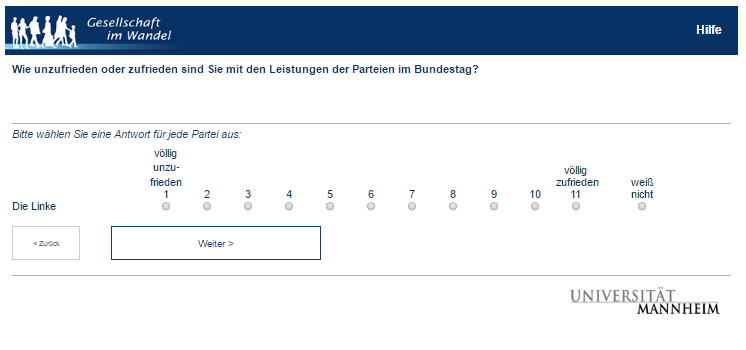 Gesellschaft
im Wandel
Hilfe
Wie unzufrieden oder zufrieden sind Sie mit den Leistungen der Parteien im Bundestag?
Bitte wählen Sie eine Antwort für jede Partei aus:
völlig
unzu-
frieden
völlig
zufrieden
weiß
nicht
1 2 3 4 5 6 7 8 9 10 11
Die Linke
< Zurück
Weiter >
UNIVERSITÄT
MANNHEIM